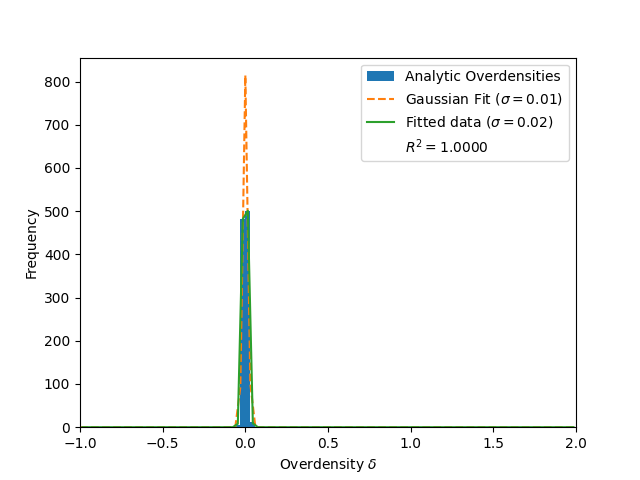 Analytic Overdensities
Gaussian Fit (σ = 0.01)
Fitted data (σ = 0.02)
R² = 1.0000
800
700
600
500
400
300
200
100
0
Frequency
−1.0 −0.5 0.0 0.5 1.0 1.5 2.0
Overdensity δ